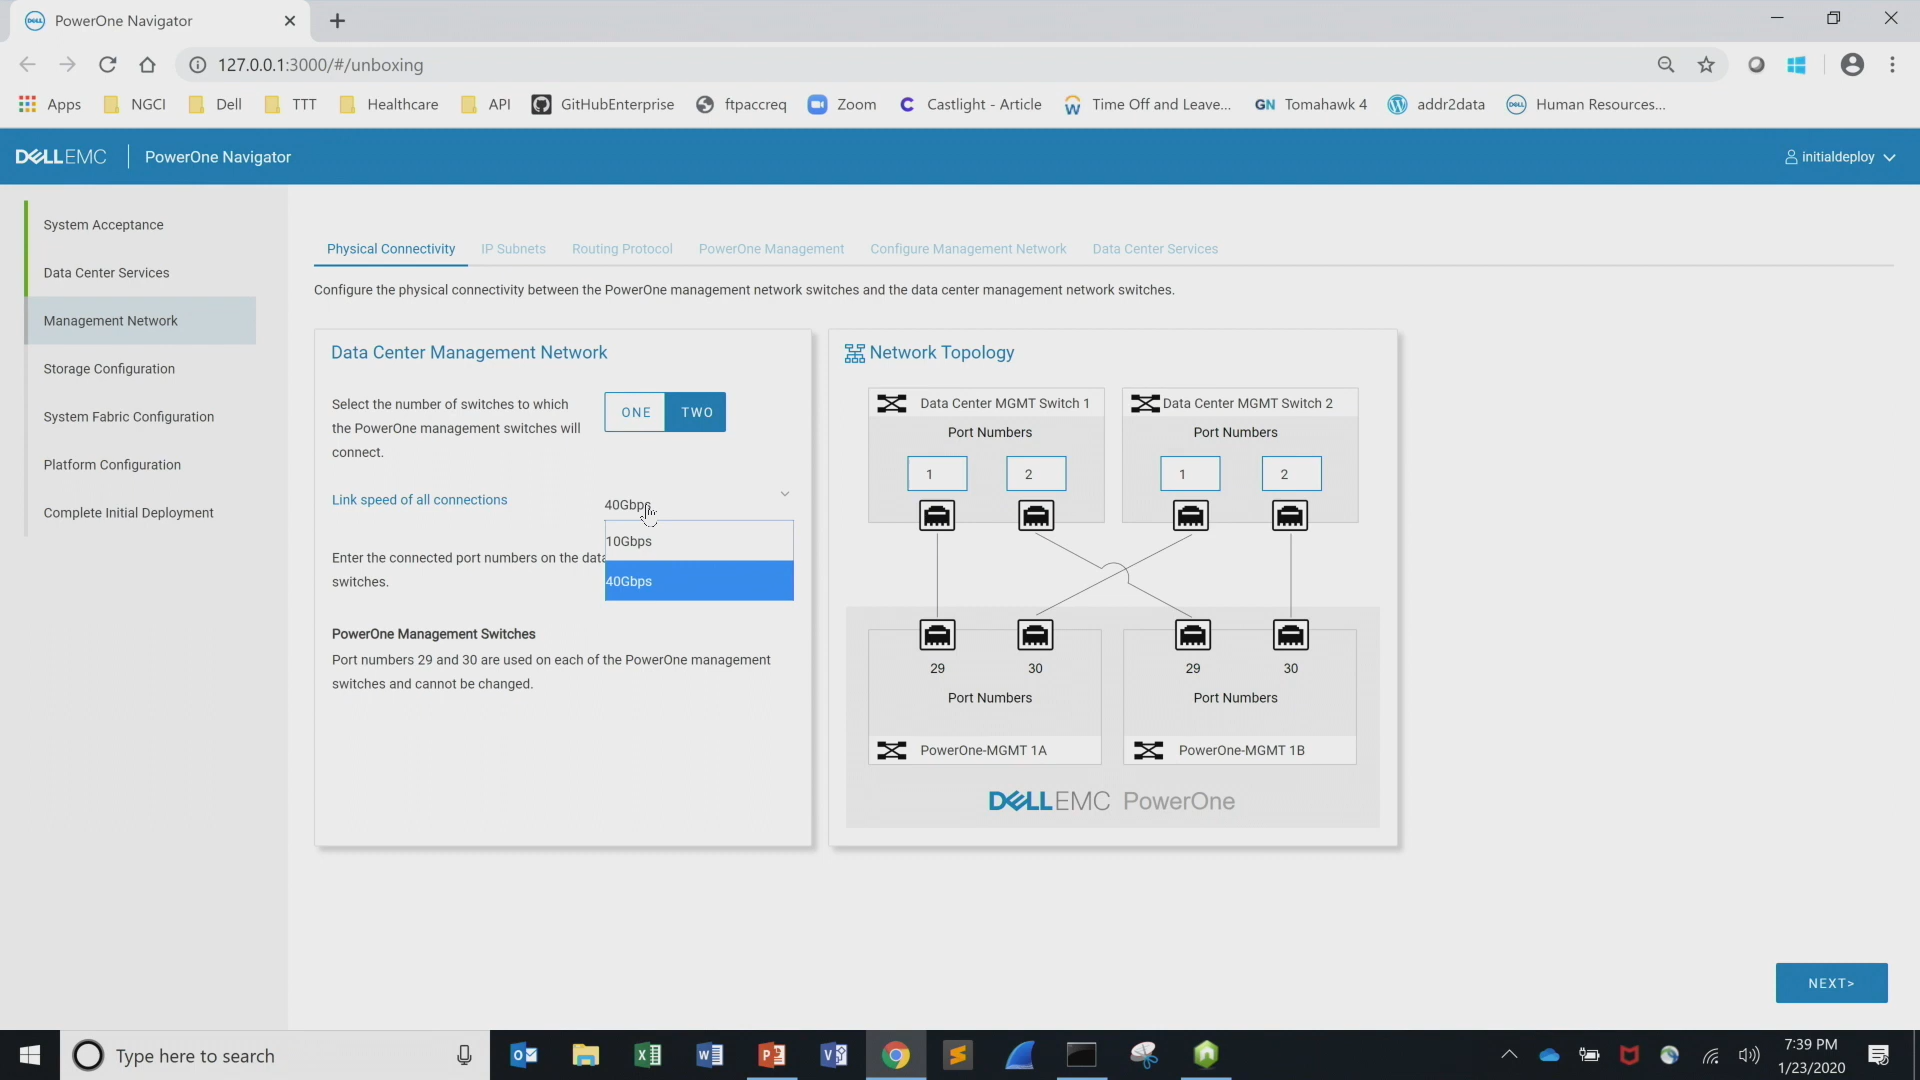 PowerOne Navigator
127.0.0.1:3000/#/unboxing
Apps NGCI Dell TTT Healthcare API GitHubEnterprise ftpaccreq Zoom Castlight - Article Time Off and Leave... GN Tomahawk 4 addr2data Human Resources...
DELLEMC PowerOne Navigator initialdeploy
System Acceptance
Data Center Services
Management Network
Storage Configuration
System Fabric Configuration
Platform Configuration
Complete Initial Deployment
Physical Connectivity IP Subnets Routing Protocol PowerOne Management Configure Management Network Data Center Services
Configure the physical connectivity between the PowerOne management network switches and the data center management network switches.
Data Center Management Network
Select the number of switches to which
the PowerOne management switches will
connect.
ONE TWO
Link speed of all connections
40Gbps
10Gbps
40Gbps
Enter the connected port numbers on the data
switches.
PowerOne Management Switches
Port numbers 29 and 30 are used on each of the PowerOne management
switches and cannot be changed.
Network Topology
Data Center MGMT Switch 1 Data Center MGMT Switch 2
Port Numbers Port Numbers
1 2 1 2
29 30 29 30
Port Numbers Port Numbers
PowerOne-MGMT 1A PowerOne-MGMT 1B
DELLEMC PowerOne
NEXT>
Type here to search
7:39 PM
1/23/2020